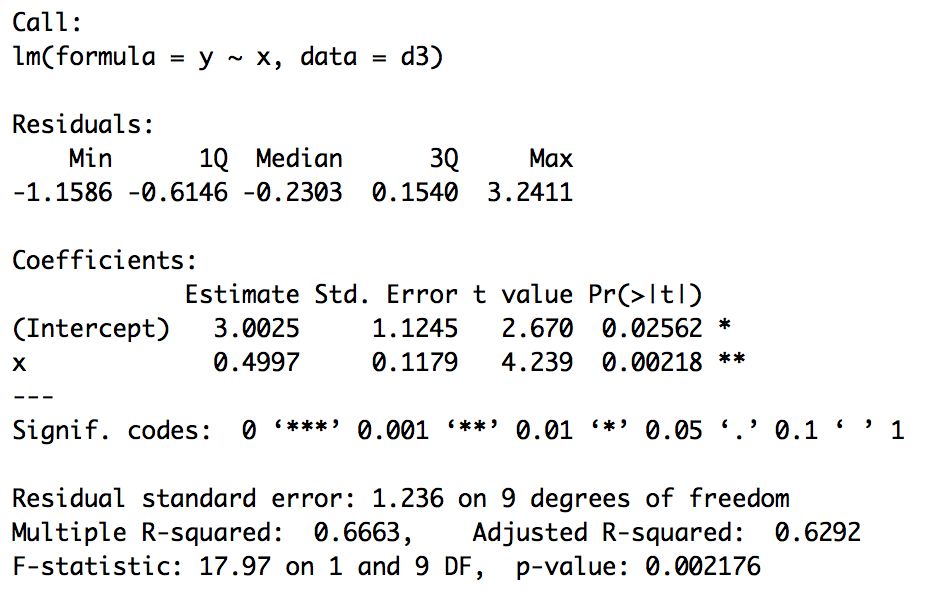 Call:
lm(formula = y ~ x, data = d3)
Residuals:
    Min      1Q  Median      3Q     Max
-1.1586 -0.6146 -0.2303  0.1540  3.2411
Coefficients:
            Estimate Std. Error t value Pr(>|t|)
(Intercept)   3.0025     1.1245   2.670  0.02562 *
x             0.4997     0.1179   4.239  0.00218 **
---
Signif. codes:  0 ‘***’ 0.001 ‘**’ 0.01 ‘*’ 0.05 ‘.’ 0.1 ‘ ’ 1
Residual standard error: 1.236 on 9 degrees of freedom
Multiple R-squared:  0.6663,    Adjusted R-squared:  0.6292
F-statistic: 17.97 on 1 and 9 DF,  p-value: 0.002176